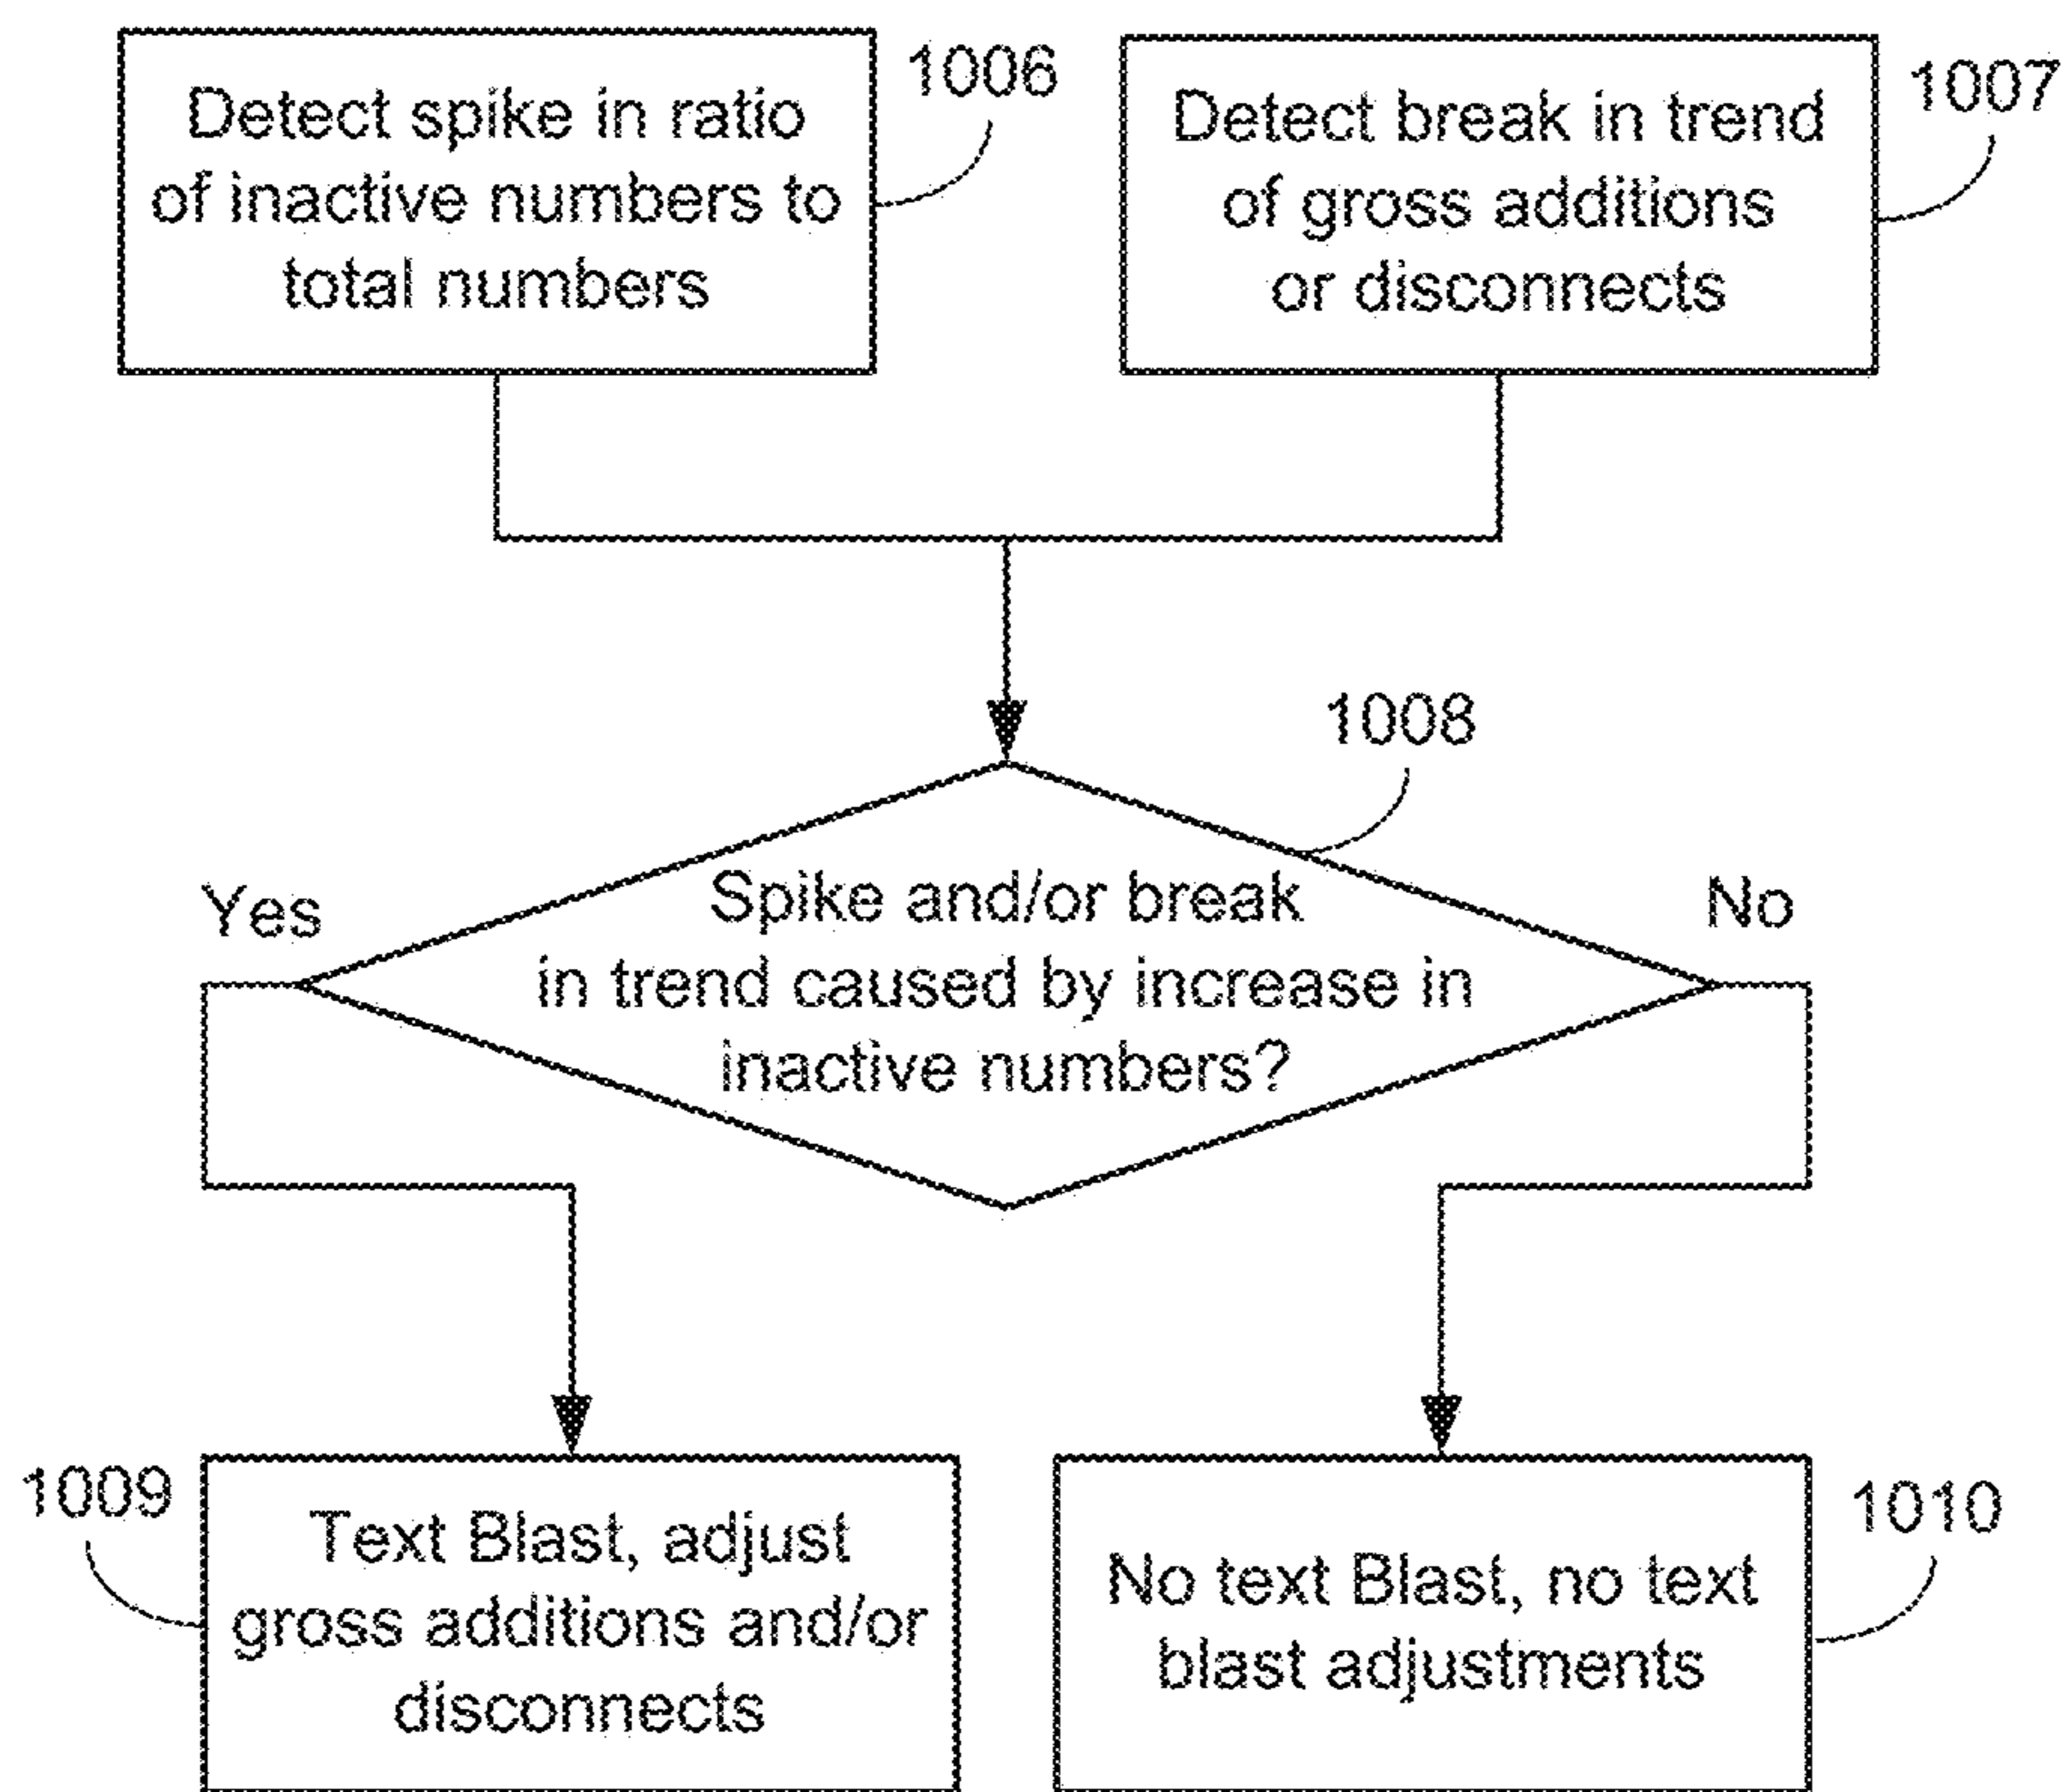 Detect spike in ratio
of inactive numbers to
total numbers
1006
Detect break in trend
of gross additions
or disconnects
1007
1008
Spike and/or break
in trend caused by increase in
inactive numbers?
Yes
No
1009
Text Blast, adjust
gross additions and/or
disconnects
No text Blast, no text
blast adjustments
1010